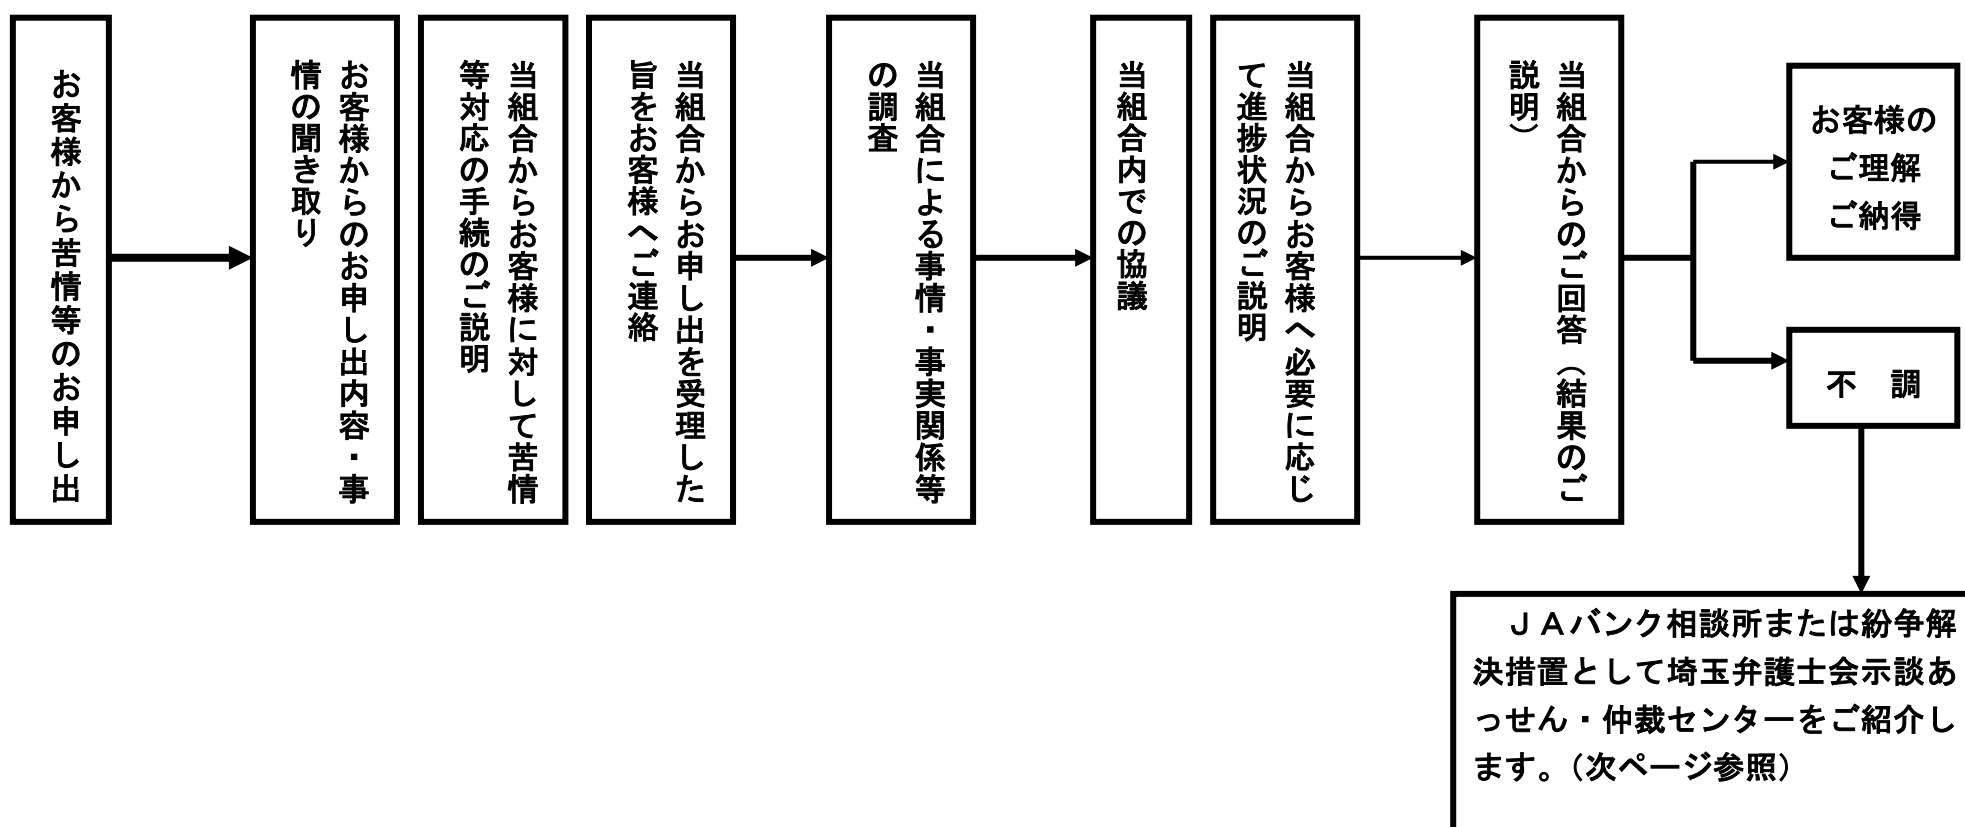 お客様から苦情等のお申し出
お客様からのお申し出内容・事
情の聞き取り
当組合からお客様に対して苦情
等対応の手続のご説明
当組合からお申し出を受理した
旨をお客様へご連絡
当組合による事情・事実関係等
の調査
当組合内での協議
当組合からお客様へ必要に応じ
て進捗状況のご説明
当組合からのご回答（結果のご
説明）
お客様の
ご理解
ご納得
不　調
ＪＡバンク相談所または紛争解
決措置として埼玉弁護士会示談あ
っせん・仲裁センターをご紹介し
ます。（次ページ参照）